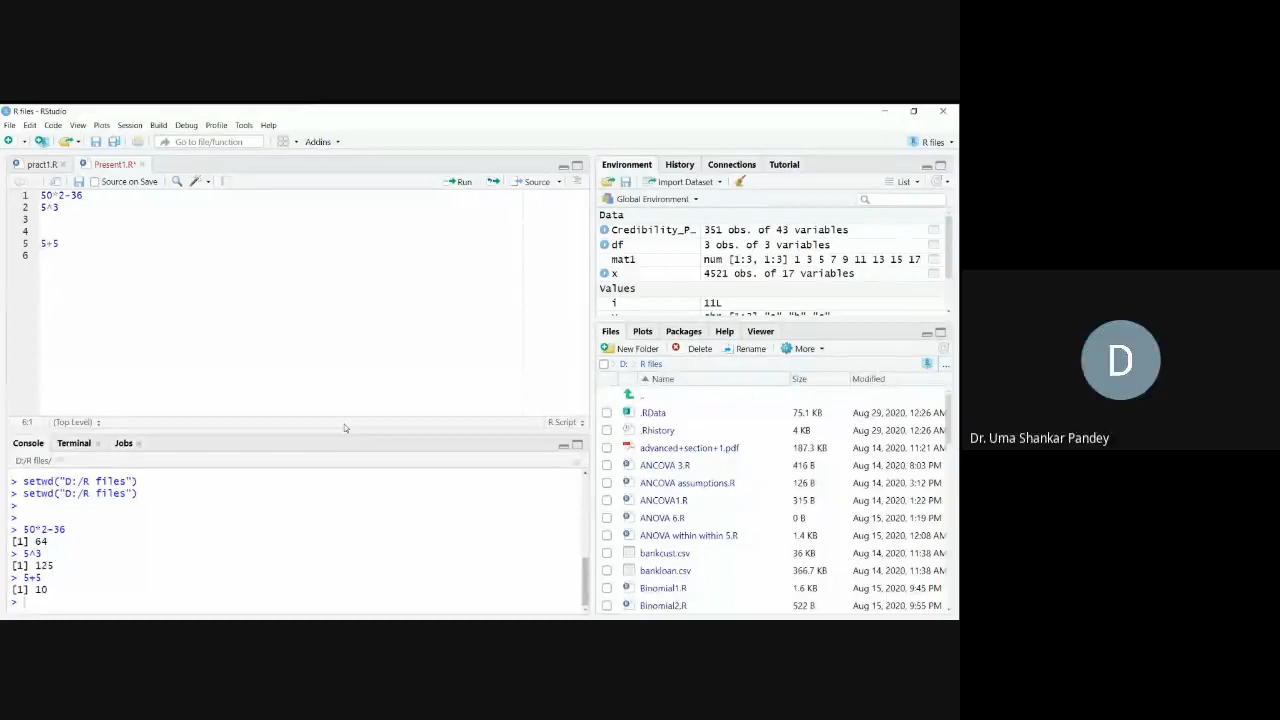 R files - RStudio
File Edit Code View Plots Session Build Debug Profile Tools Help
Go to file/function Addins R files
pract1.R Present1.R*
Source on Save Run Source
1 50*2-36
2 5^3
3
4
5 5+5
6
6:1 (Top Level) R Script
Console Terminal Jobs
D:/R files/
> setwd("D:/R files")
> setwd("D:/R files")
>
>
> 50*2-36
[1] 64
> 5^3
[1] 125
> 5+5
[1] 10
>
Environment History Connections Tutorial
Import Dataset List
Global Environment
Data
Credibility_P… 351 obs. of 43 variables
df 3 obs. of 3 variables
mat1 num [1:3, 1:3] 1 3 5 7 9 11 13 15 17
x 4521 obs. of 17 variables
Values
i 11L
Files Plots Packages Help Viewer
New Folder Delete Rename More
D: R files
Name Size Modified
..
.RData 75.1 KB Aug 29, 2020, 12:26 AM
.Rhistory 4 KB Aug 29, 2020, 12:26 AM
advanced+section+1.pdf 187.3 KB Aug 14, 2020, 11:21 AM
ANCOVA 3.R 416 B Aug 14, 2020, 8:03 PM
ANCOVA assumptions.R 126 B Aug 14, 2020, 3:12 PM
ANCOVA1.R 315 B Aug 14, 2020, 1:22 PM
ANOVA 6.R 0 B Aug 15, 2020, 1:19 PM
ANOVA within within 5.R 1.4 KB Aug 15, 2020, 12:08 AM
bankcust.csv 36 KB Aug 14, 2020, 11:38 AM
bankloan.csv 366.7 KB Aug 14, 2020, 11:38 AM
Binomial1.R 1.6 KB Aug 15, 2020, 9:45 PM
Binomial2.R 522 B Aug 15, 2020, 9:55 PM
D
Dr. Uma Shankar Pandey